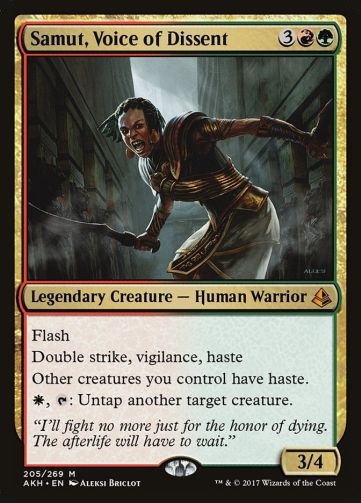 Samut, Voice of Dissent 3
Legendary Creature — Human Warrior
Flash
Double strike, vigilance, haste
Other creatures you control have haste.
, : Untap another target creature.
“I’ll fight no more just for the honor of dying.
The afterlife will have to wait.”
3/4
205/269 M
AKH • EN Aleksi Briclot
™ & © 2017 Wizards of the Coast